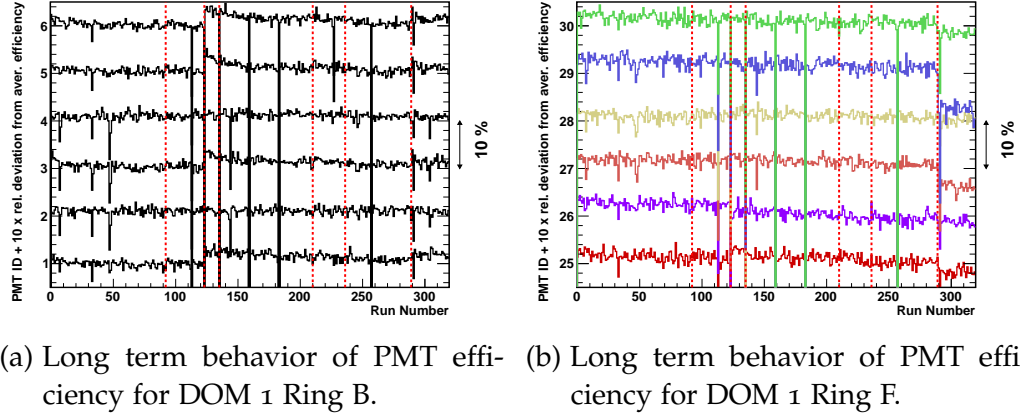 PMT ID + 10 x rel. deviation from aver. efficiency
6
5
4
3
2
1
0 50 100 150 200 250 300
Run Number
10 %
PMT ID + 10 x rel. deviation from aver. efficiency
30
29
28
27
26
25
0 50 100 150 200 250 300
Run Number
10 %
(a) Long term behavior of PMT effi-
ciency for DOM 1 Ring B.
(b) Long term behavior of PMT effi
ciency for DOM 1 Ring F.